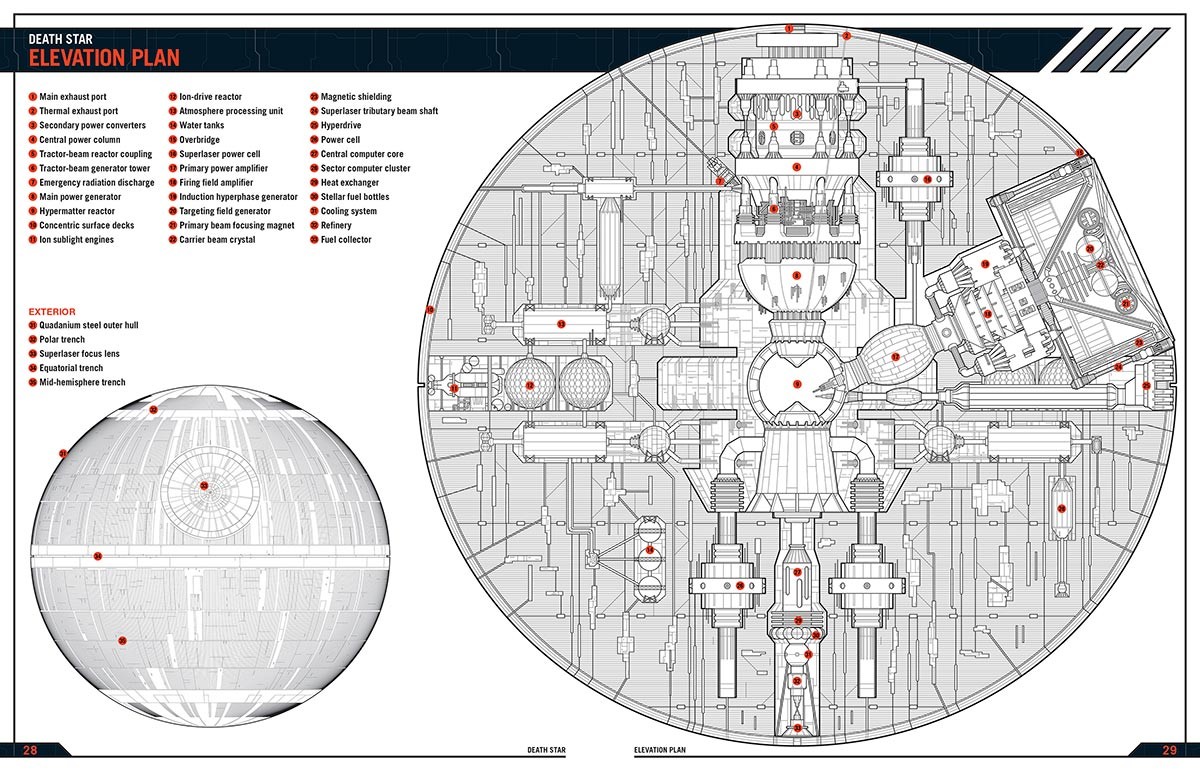 DEATH STAR
ELEVATION PLAN
1 Main exhaust port
2 Thermal exhaust port
3 Secondary power converters
4 Central power column
5 Tractor-beam reactor coupling
6 Tractor-beam generator tower
7 Emergency radiation discharge
8 Main power generator
9 Hypermatter reactor
10 Concentric surface decks
11 Ion sublight engines
12 Ion-drive reactor
13 Atmosphere processing unit
14 Water tanks
15 Overbridge
16 Superlaser power cell
17 Primary power amplifier
18 Firing field amplifier
19 Induction hyperphase generator
20 Targeting field generator
21 Primary beam focusing magnet
22 Carrier beam crystal
23 Magnetic shielding
24 Superlaser tributary beam shaft
25 Hyperdrive
26 Power cell
27 Central computer core
28 Sector computer cluster
29 Heat exchanger
30 Stellar fuel bottles
31 Cooling system
32 Refinery
33 Fuel collector
EXTERIOR
31 Quadanium steel outer hull
32 Polar trench
33 Superlaser focus lens
34 Equatorial trench
35 Mid-hemisphere trench
28
DEATH STAR
ELEVATION PLAN
29